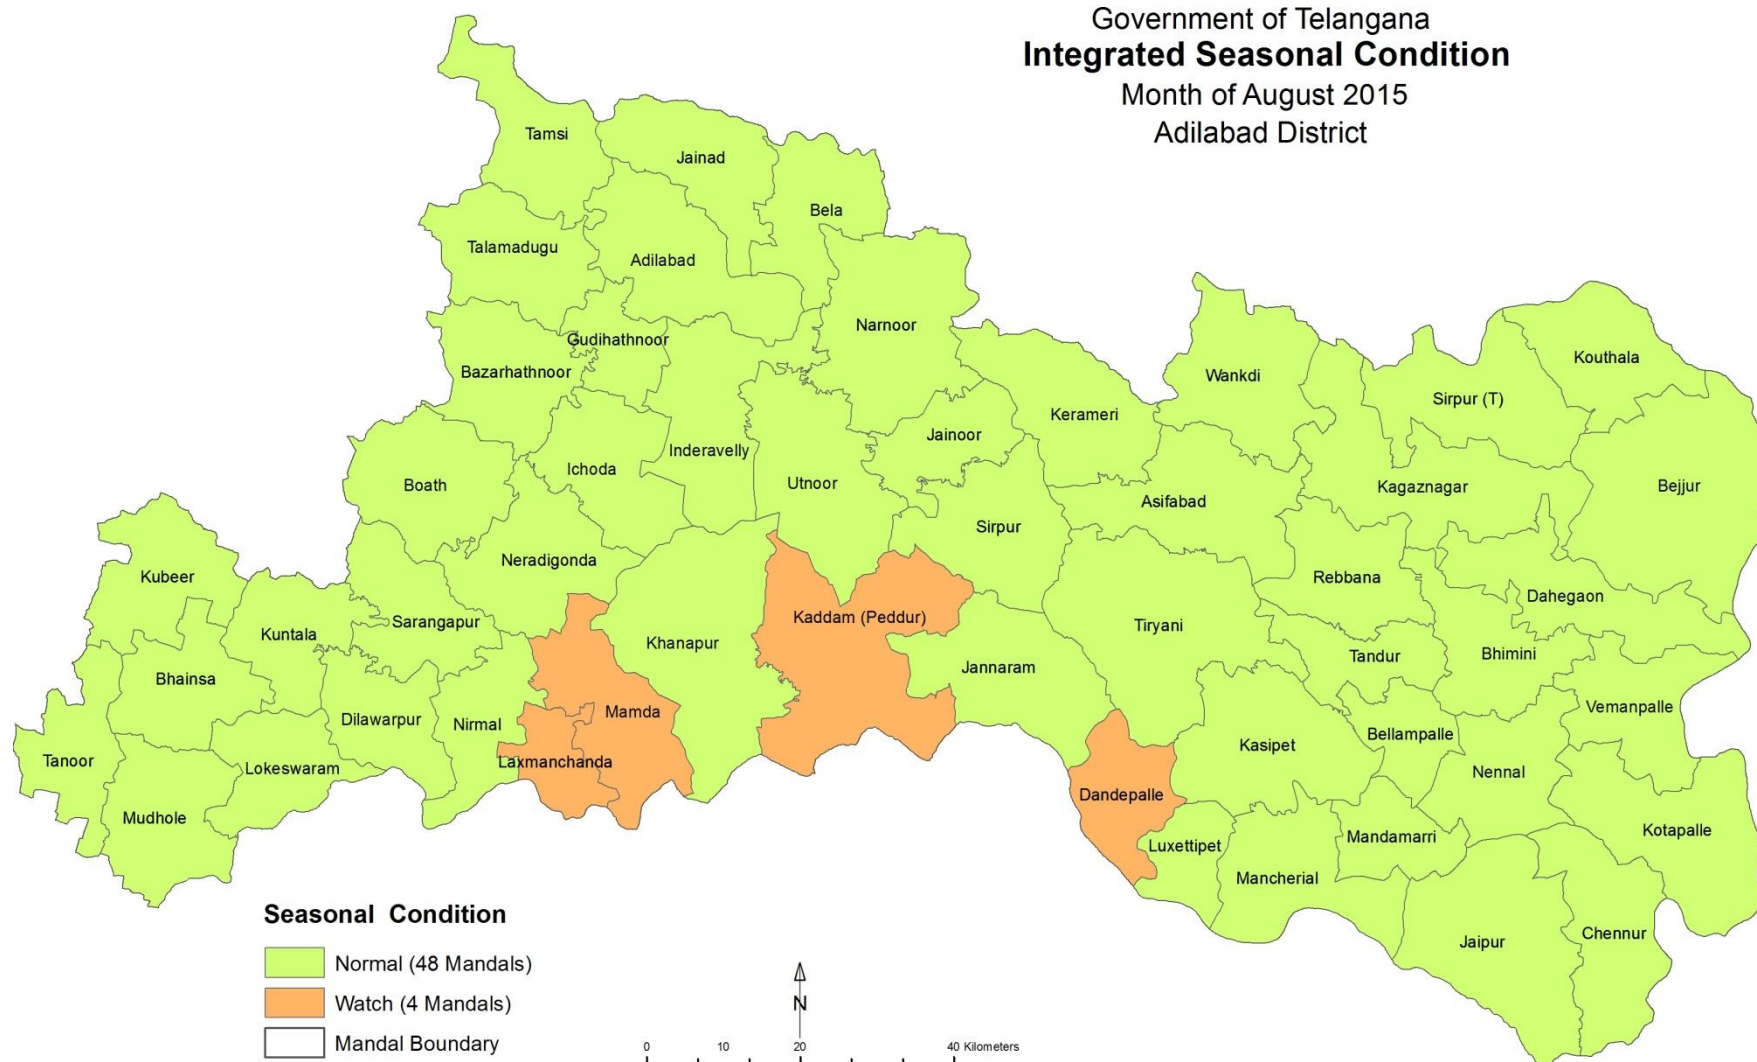 Government of Telangana
Integrated Seasonal Condition
Month of August 2015
Adilabad District
Tamsi
Jainad
Bela
Talamadugu
Adilabad
Narnoor
Gudihathnoor
Bazarhathnoor
Wankdi
Kouthala
Sirpur (T)
Kerameri
Jainoor
Inderavelly
Ichoda
Boath
Utnoor
Asifabad
Kagaznagar
Bejjur
Sirpur
Neradigonda
Kubeer
Rebbana
Dahegaon
Kaddam (Peddur)
Sarangapur
Kuntala
Khanapur
Tiryani
Tandur
Bhimini
Jannaram
Bhainsa
Vemanpalle
Mamda
Dilawarpur
Nirmal
Bellampalle
Kasipet
Tanoor
Lokeswaram
Laxmanchanda
Nennal
Dandepalle
Mudhole
Kotapalle
Mandamarri
Luxettipet
Mancherial
Jaipur
Chennur
Seasonal Condition
Normal (48 Mandals)
Watch (4 Mandals)
Mandal Boundary
N
0 10 20 40 Kilometers